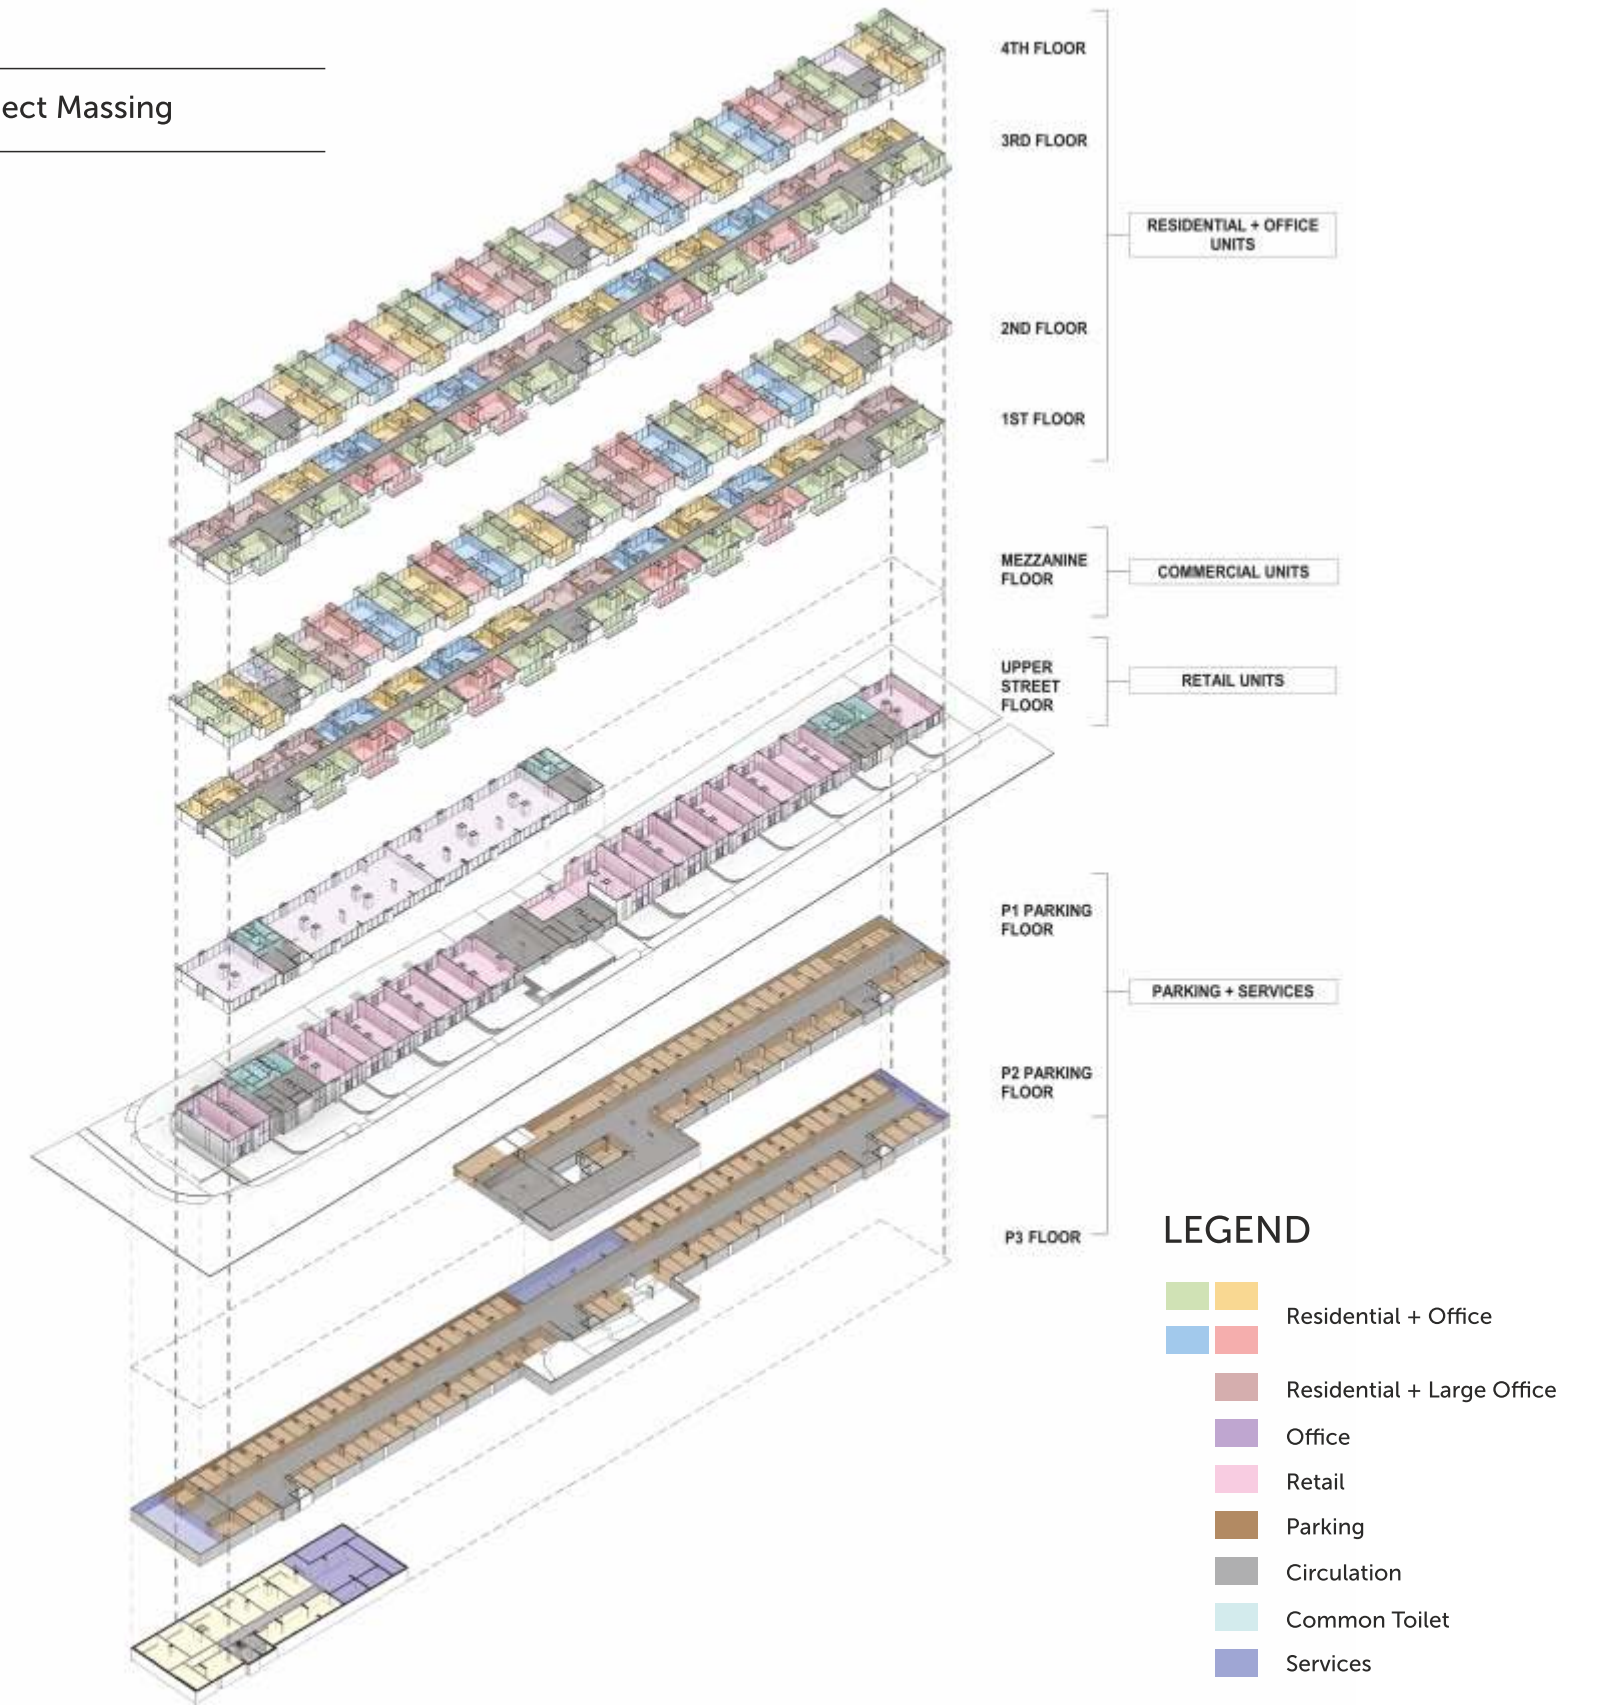 ect Massing
4TH FLOOR
3RD FLOOR
RESIDENTIAL + OFFICE
UNITS
2ND FLOOR
1ST FLOOR
MEZZANINE
FLOOR
COMMERCIAL UNITS
UPPER
STREET
FLOOR
RETAIL UNITS
P1 PARKING
FLOOR
PARKING + SERVICES
P2 PARKING
FLOOR
P3 FLOOR
LEGEND
Residential + Office
Residential + Large Office
Office
Retail
Parking
Circulation
Common Toilet
Services